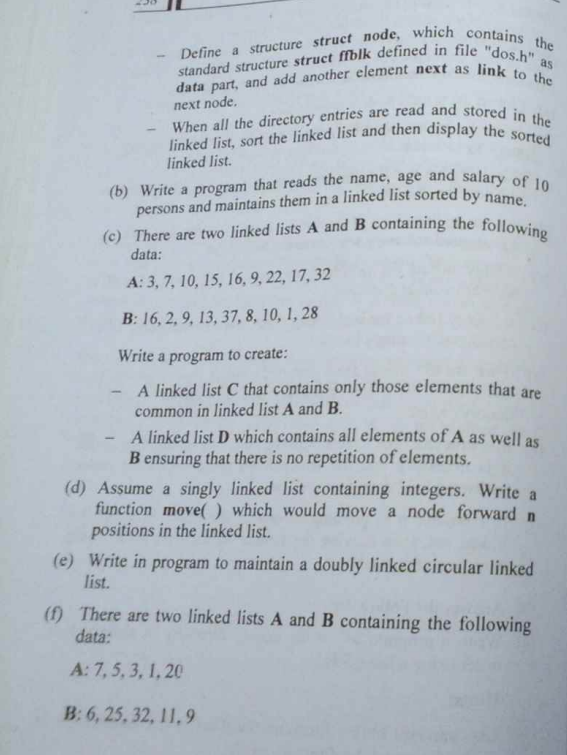 – Define a structure struct node, which contains the
standard structure struct ffblk defined in file "dos.h" as
data part, and add another element next as link to the
next node.
– When all the directory entries are read and stored in the
linked list, sort the linked list and then display the sorted
linked list.
(b) Write a program that reads the name, age and salary of 10
persons and maintains them in a linked list sorted by name.
(c) There are two linked lists A and B containing the following
data:
A: 3, 7, 10, 15, 16, 9, 22, 17, 32
B: 16, 2, 9, 13, 37, 8, 10, 1, 28
Write a program to create:
– A linked list C that contains only those elements that are
common in linked list A and B.
– A linked list D which contains all elements of A as well as
B ensuring that there is no repetition of elements.
(d) Assume a singly linked list containing integers. Write a
function move( ) which would move a node forward n
positions in the linked list.
(e) Write in program to maintain a doubly linked circular linked
list.
(f) There are two linked lists A and B containing the following
data:
A: 7, 5, 3, 1, 20
B: 6, 25, 32, 11, 9